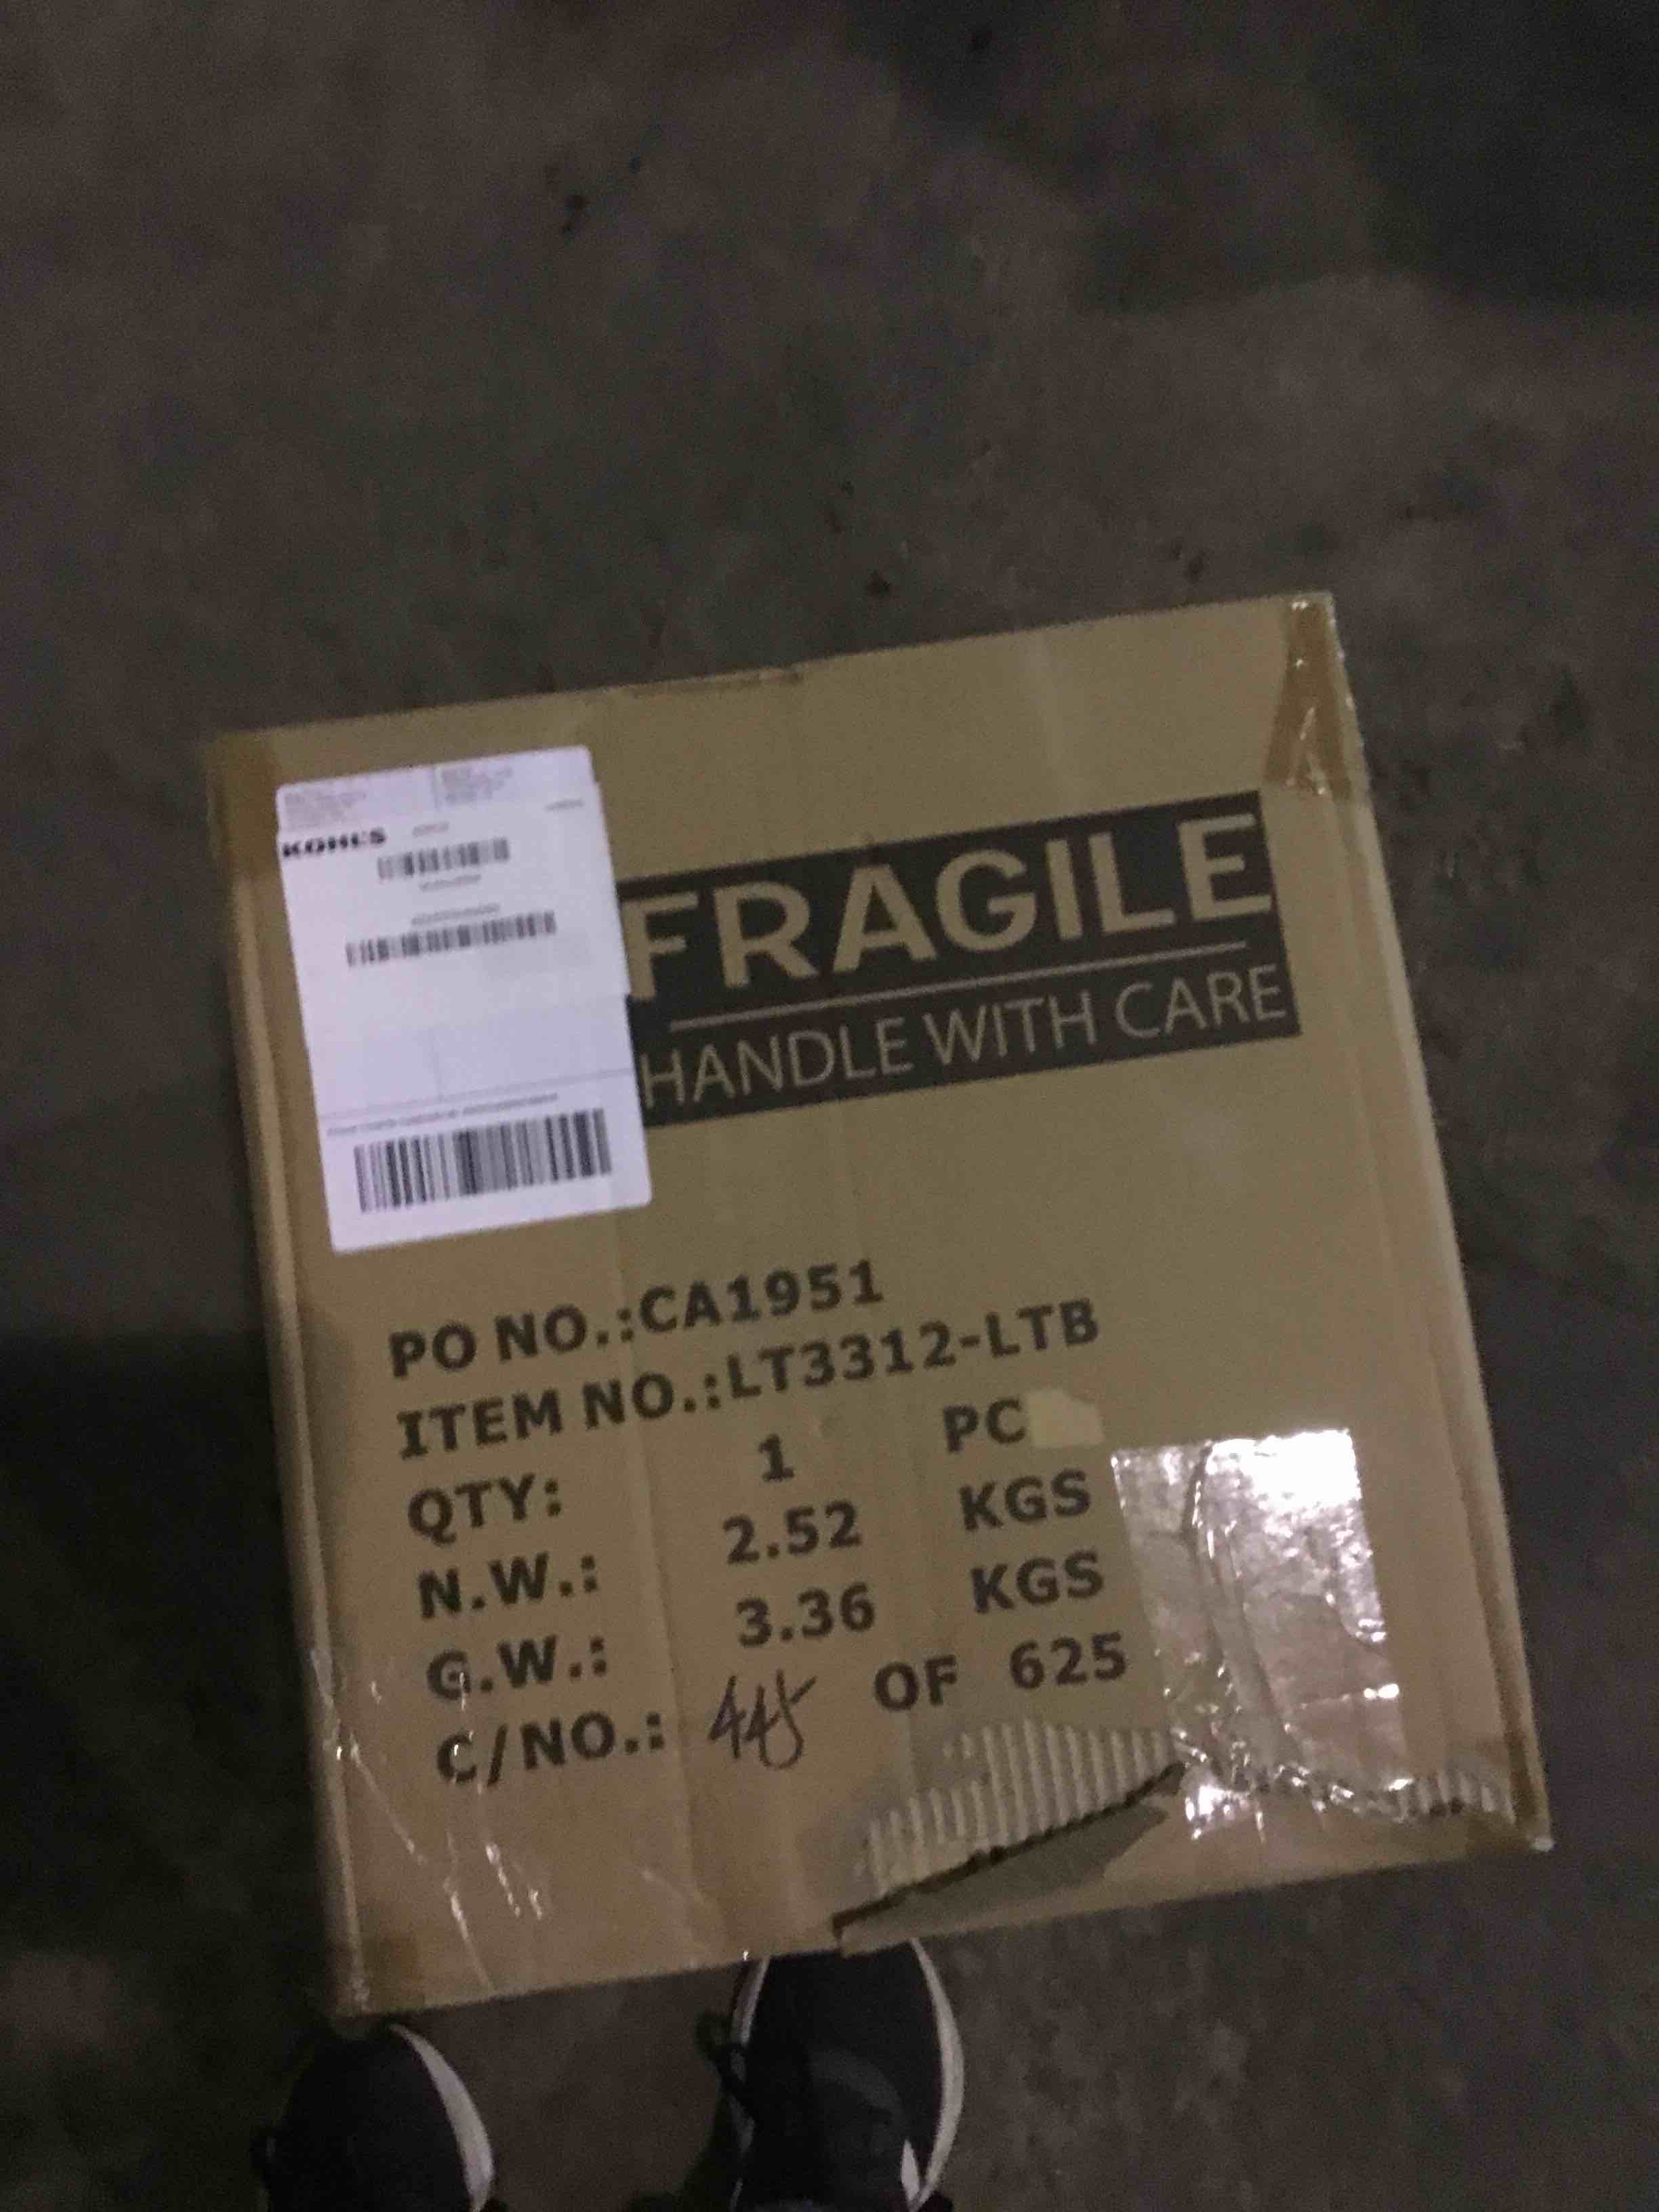 KOHLS
FRAGILE
HANDLE WITH CARE
PO NO.:CA1951
ITEM NO.:LT3312-LTB
QTY: 1 PC
N.W.: 2.52 KGS
G.W.: 3.36 KGS
C/NO.: 445 OF 625